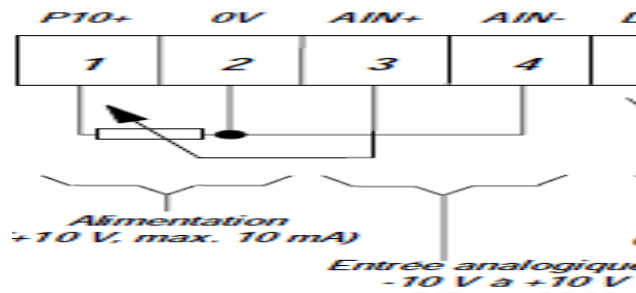 P10+ 0V AIN+ AIN-
1 2 3 4
Alimentation
(+10 V, max. 10 mA)
Entrée analogique
-10 V à +10 V